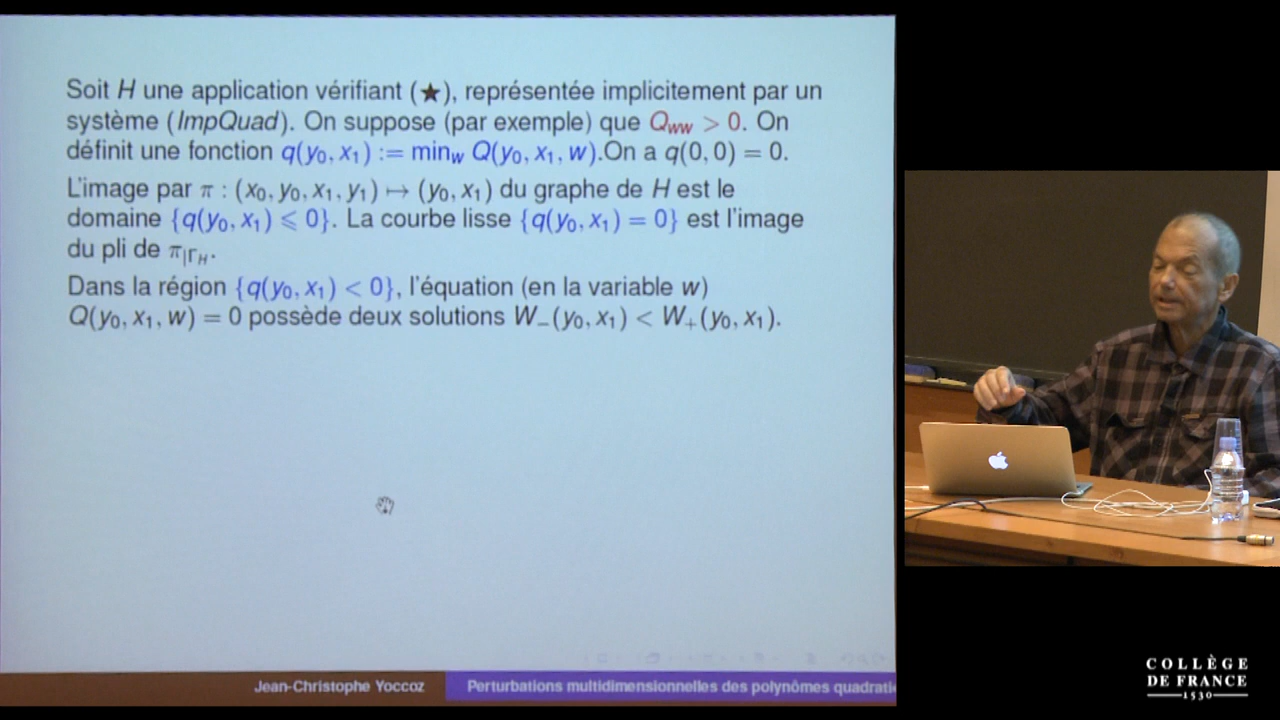 Soit H une application vérifiant (★), représentée implicitement par un
système (ImpQuad). On suppose (par exemple) que Q_ww > 0. On
définit une fonction q(y₀, x₁) := min_w Q(y₀, x₁, w).On a q(0, 0) = 0.
L'image par π : (x₀, y₀, x₁, y₁) ↦ (y₀, x₁) du graphe de H est le
domaine {q(y₀, x₁) ⩽ 0}. La courbe lisse {q(y₀, x₁) = 0} est l'image
du pli de π|Γ_H.
Dans la région {q(y₀, x₁) < 0}, l'équation (en la variable w)
Q(y₀, x₁, w) = 0 possède deux solutions W₋(y₀, x₁) < W₊(y₀, x₁).
Jean-Christophe Yoccoz
Perturbations multidimensionnelles des polynômes quadrati
COLLÈGE
DE FRANCE
1530